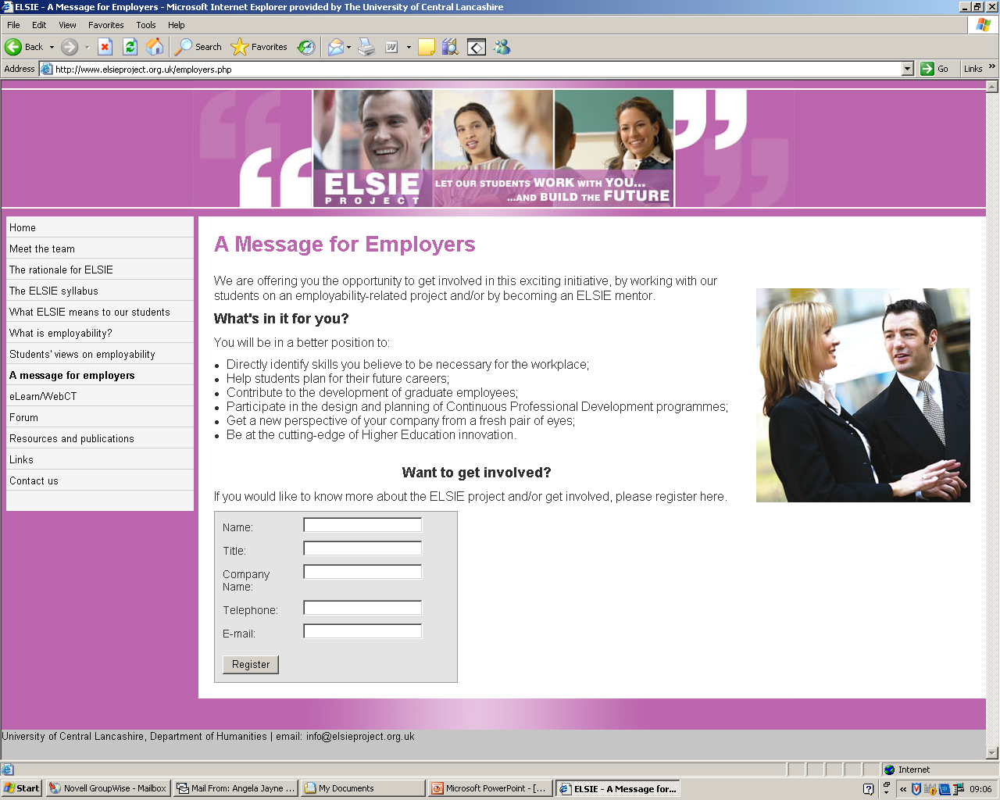 ELSIE - A Message for Employers - Microsoft Internet Explorer provided by The University of Central Lancashire
File Edit View Favorites Tools Help
Back Search Favorites
Address http://www.elsieproject.org.uk/employers.php Go Links »
ELSIE PROJECT
LET OUR STUDENTS WORK WITH YOU...
...AND BUILD THE FUTURE
Home
Meet the team
The rationale for ELSIE
The ELSIE syllabus
What ELSIE means to our students
What is employability?
Students' views on employability
A message for employers
eLearn/WebCT
Forum
Resources and publications
Links
Contact us
A Message for Employers
We are offering you the opportunity to get involved in this exciting initiative, by working with our
students on an employability-related project and/or by becoming an ELSIE mentor.
What's in it for you?
You will be in a better position to:
• Directly identify skills you believe to be necessary for the workplace;
• Help students plan for their future careers;
• Contribute to the development of graduate employees;
• Participate in the design and planning of Continuous Professional Development programmes;
• Get a new perspective of your company from a fresh pair of eyes;
• Be at the cutting-edge of Higher Education innovation.
Want to get involved?
If you would like to know more about the ELSIE project and/or get involved, please register here.
Name:
Title:
Company
Name:
Telephone:
E-mail:
Register
University of Central Lancashire, Department of Humanities | email: info@elsieproject.org.uk
Internet
Start Novell GroupWise - Mailbox Mail From: Angela Jayne ... My Documents Microsoft PowerPoint - [... ELSIE - A Message for... « 09:06